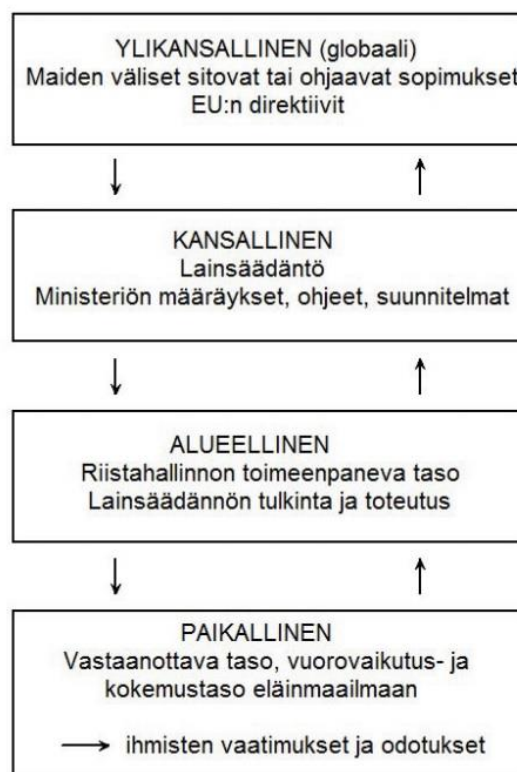 YLIKANSALLINEN (globaali)
Maiden väliset sitovat tai ohjaavat sopimukset
EU:n direktiivit
KANSALLINEN
Lainsäädäntö
Ministeriön määräykset, ohjeet, suunnitelmat
ALUEELLINEN
Riistahallinnon toimeenpaneva taso
Lainsäädännön tulkinta ja toteutus
PAIKALLINEN
Vastaanottava taso, vuorovaikutus- ja
kokemustaso eläinmaailmaan
ihmisten vaatimukset ja odotukset